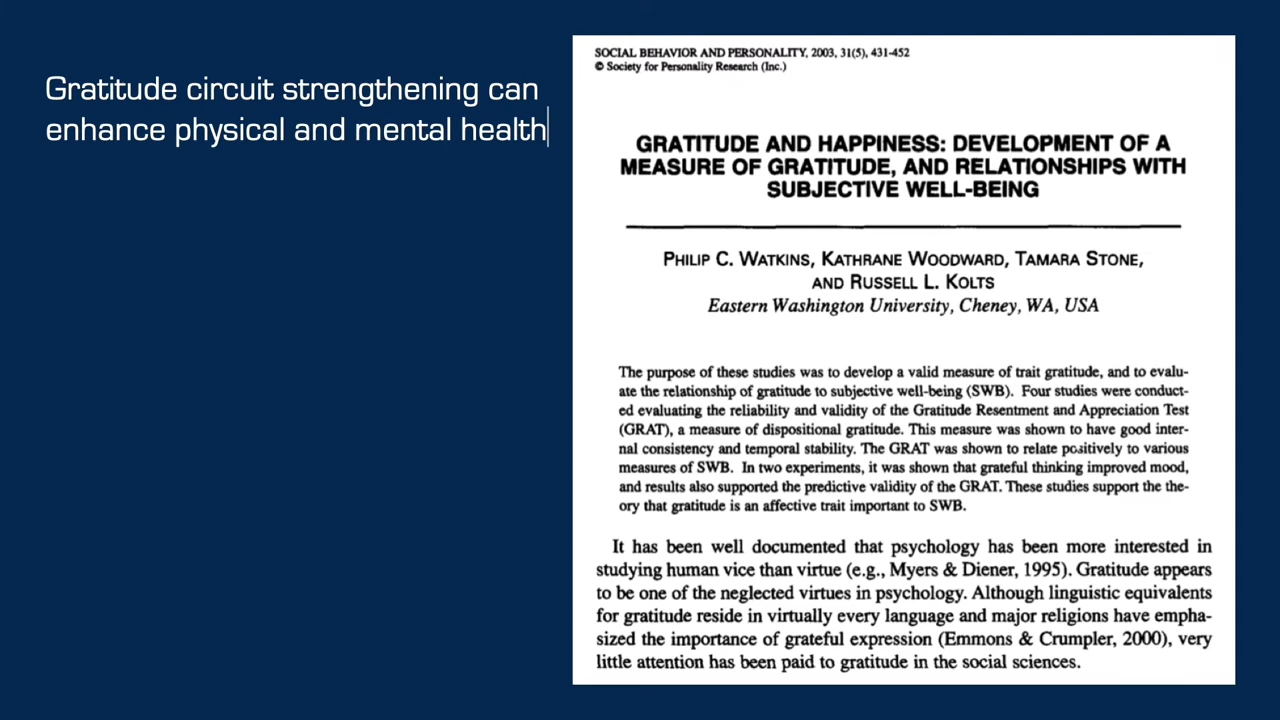 Gratitude circuit strengthening can
enhance physical and mental health
SOCIAL BEHAVIOR AND PERSONALITY, 2003, 31(5), 431-452
© Society for Personality Research (Inc.)
GRATITUDE AND HAPPINESS: DEVELOPMENT OF A
MEASURE OF GRATITUDE, AND RELATIONSHIPS WITH
SUBJECTIVE WELL-BEING
PHILIP C. WATKINS, KATHRANE WOODWARD, TAMARA STONE,
AND RUSSELL L. KOLTS
Eastern Washington University, Cheney, WA, USA
The purpose of these studies was to develop a valid measure of trait gratitude, and to evalu-
ate the relationship of gratitude to subjective well-being (SWB). Four studies were conduct-
ed evaluating the reliability and validity of the Gratitude Resentment and Appreciation Test
(GRAT), a measure of dispositional gratitude. This measure was shown to have good inter-
nal consistency and temporal stability. The GRAT was shown to relate positively to various
measures of SWB. In two experiments, it was shown that grateful thinking improved mood,
and results also supported the predictive validity of the GRAT. These studies support the the-
ory that gratitude is an affective trait important to SWB.
It has been well documented that psychology has been more interested in
studying human vice than virtue (e.g., Myers & Diener, 1995). Gratitude appears
to be one of the neglected virtues in psychology. Although linguistic equivalents
for gratitude reside in virtually every language and major religions have empha-
sized the importance of grateful expression (Emmons & Crumpler, 2000), very
little attention has been paid to gratitude in the social sciences.